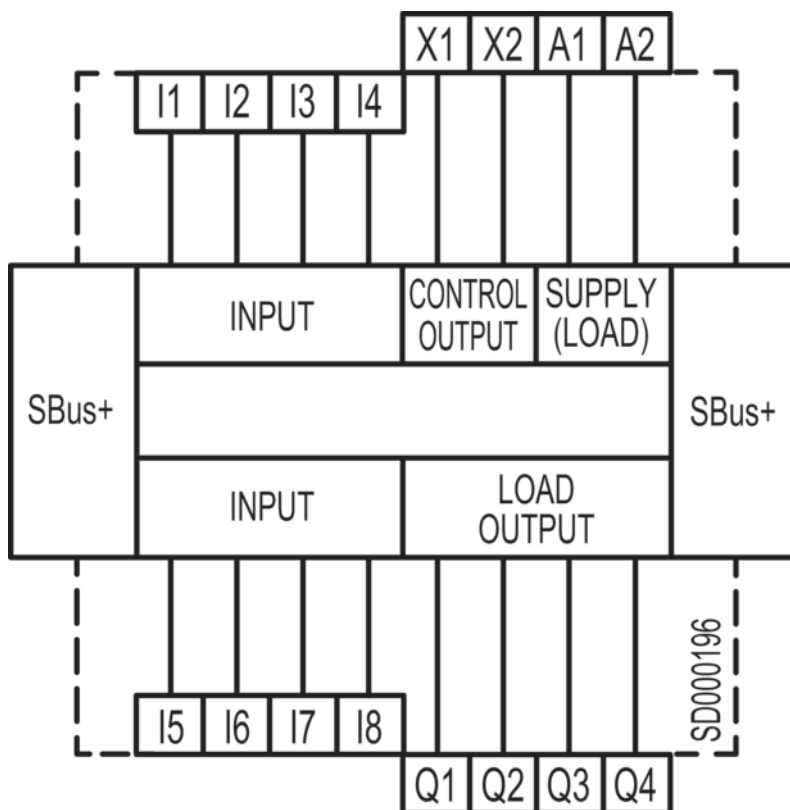 X1 X2 A1 A2
I1 I2 I3 I4
INPUT
CONTROL
OUTPUT
SUPPLY
(LOAD)
SBus+
SBus+
INPUT
LOAD
OUTPUT
SD000196
I5 I6 I7 I8
Q1 Q2 Q3 Q4